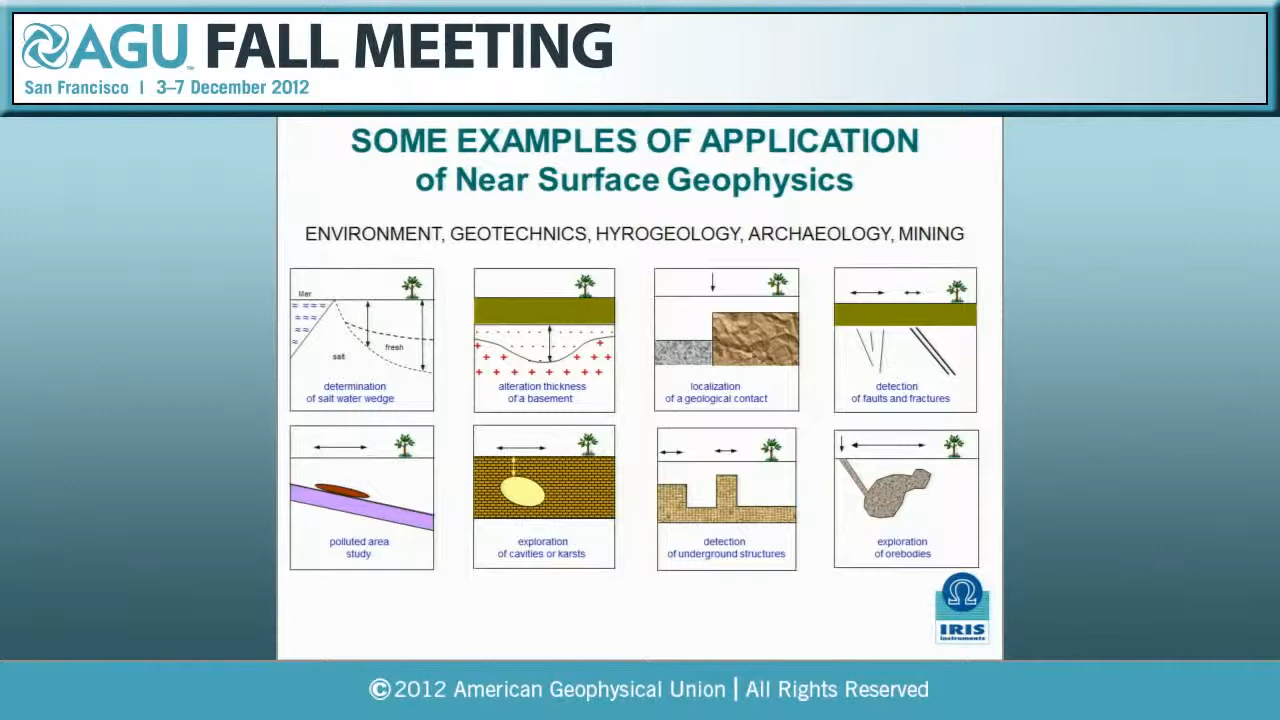 AGU FALL MEETING
San Francisco | 3–7 December 2012
SOME EXAMPLES OF APPLICATION
of Near Surface Geophysics
ENVIRONMENT, GEOTECHNICS, HYROGEOLOGY, ARCHAEOLOGY, MINING
Mer
salt
fresh
determination
of salt water wedge
alteration thickness
of a basement
localization
of a geological contact
detection
of faults and fractures
polluted area
study
exploration
of cavities or karsts
detection
of underground structures
exploration
of orebodies
Ω
IRIS
instruments
©2012 American Geophysical Union | All Rights Reserved